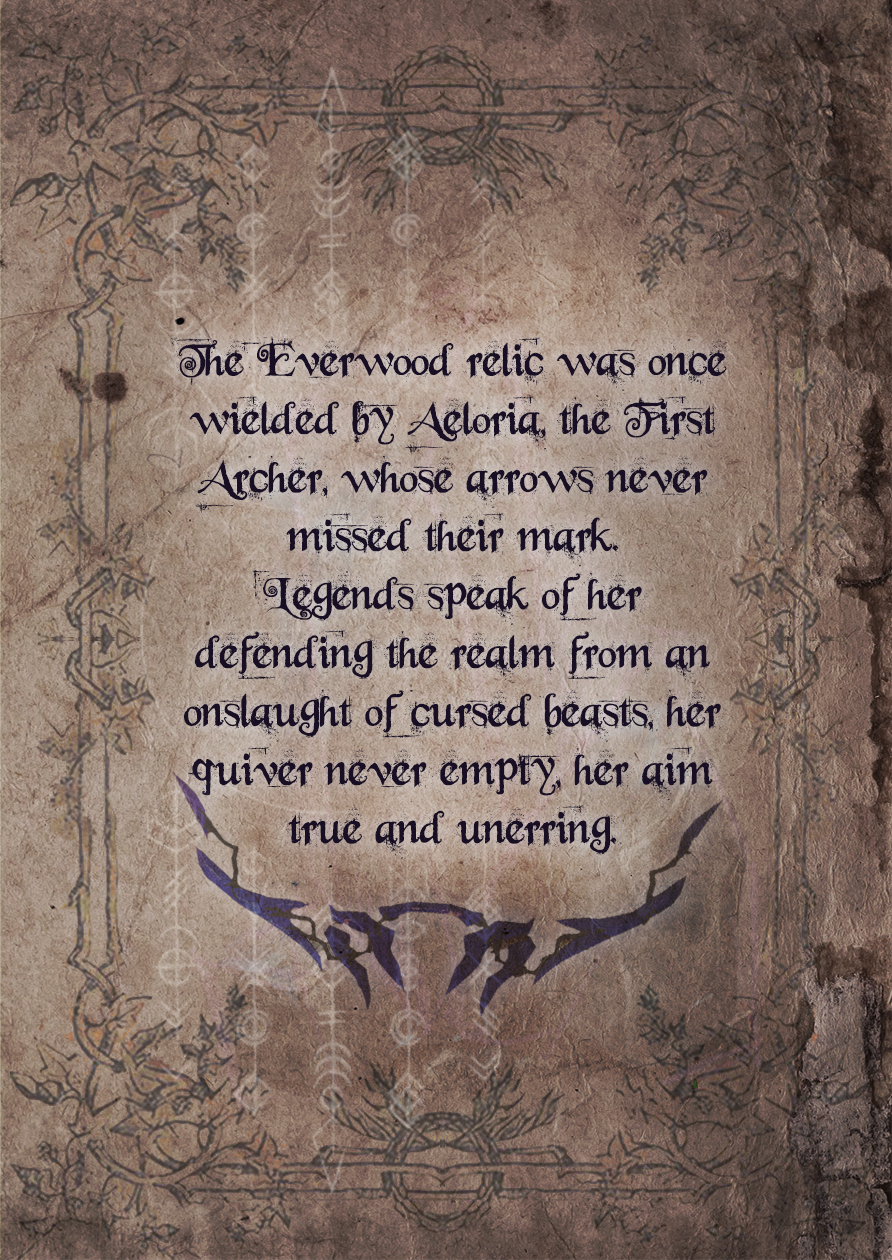 The Everwood relic was once
wielded by Aeloria, the First
Archer, whose arrows never
missed their mark.
Legends speak of her
defending the realm from an
onslaught of cursed beasts, her
quiver never empty, her aim
true and unerring.